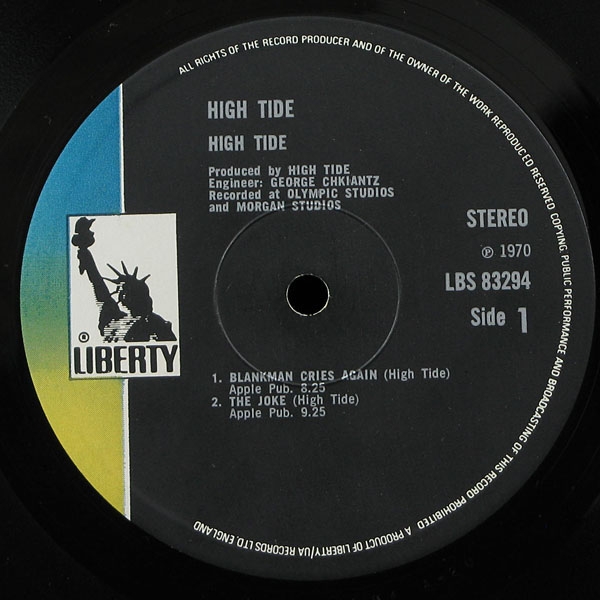 ALL RIGHTS OF THE RECORD PRODUCER AND OF THE OWNER OF THE WORK REPRODUCED RESERVED COPYING, PUBLIC PERFORMANCE AND BROADCASTING OF THIS RECORD PROHIBITED A PRODUCT OF LIBERTY/UA RECORDS LTD. ENGLAND
HIGH TIDE
HIGH TIDE
Produced by HIGH TIDE
Engineer: GEORGE CHKIANTZ
Recorded at OLYMPIC STUDIOS
and MORGAN STUDIOS
STEREO
℗ 1970
LBS 83294
Side 1
®
LIBERTY
1. BLANKMAN CRIES AGAIN (High Tide)
Apple Pub. 8.25
2. THE JOKE (High Tide)
Apple Pub. 9.25